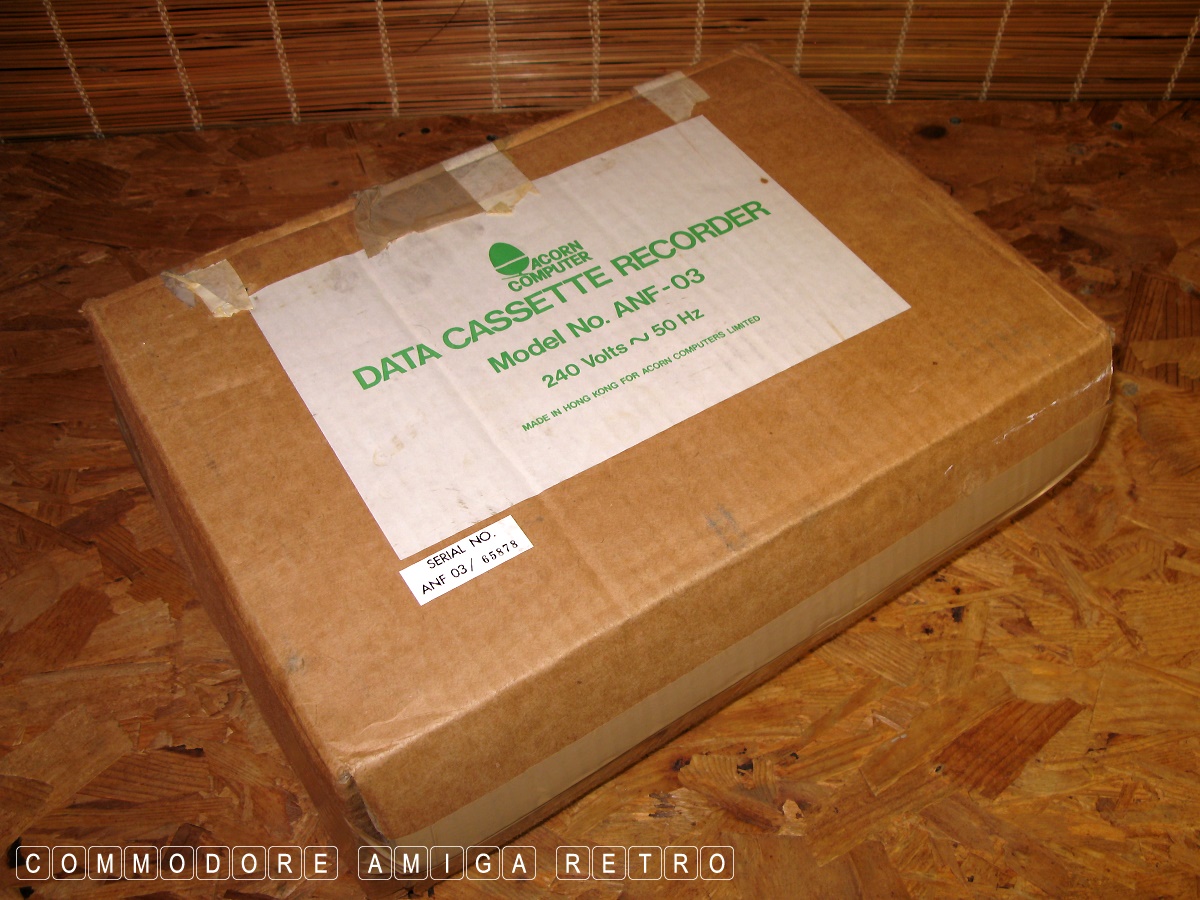 ACORN
COMPUTER
DATA CASSETTE RECORDER
Model No. ANF-03
240 Volts ~ 50 Hz
MADE IN HONG KONG FOR ACORN COMPUTERS LIMITED
SERIAL NO.
ANF 03/ 65878
COMMODORE AMIGA RETRO